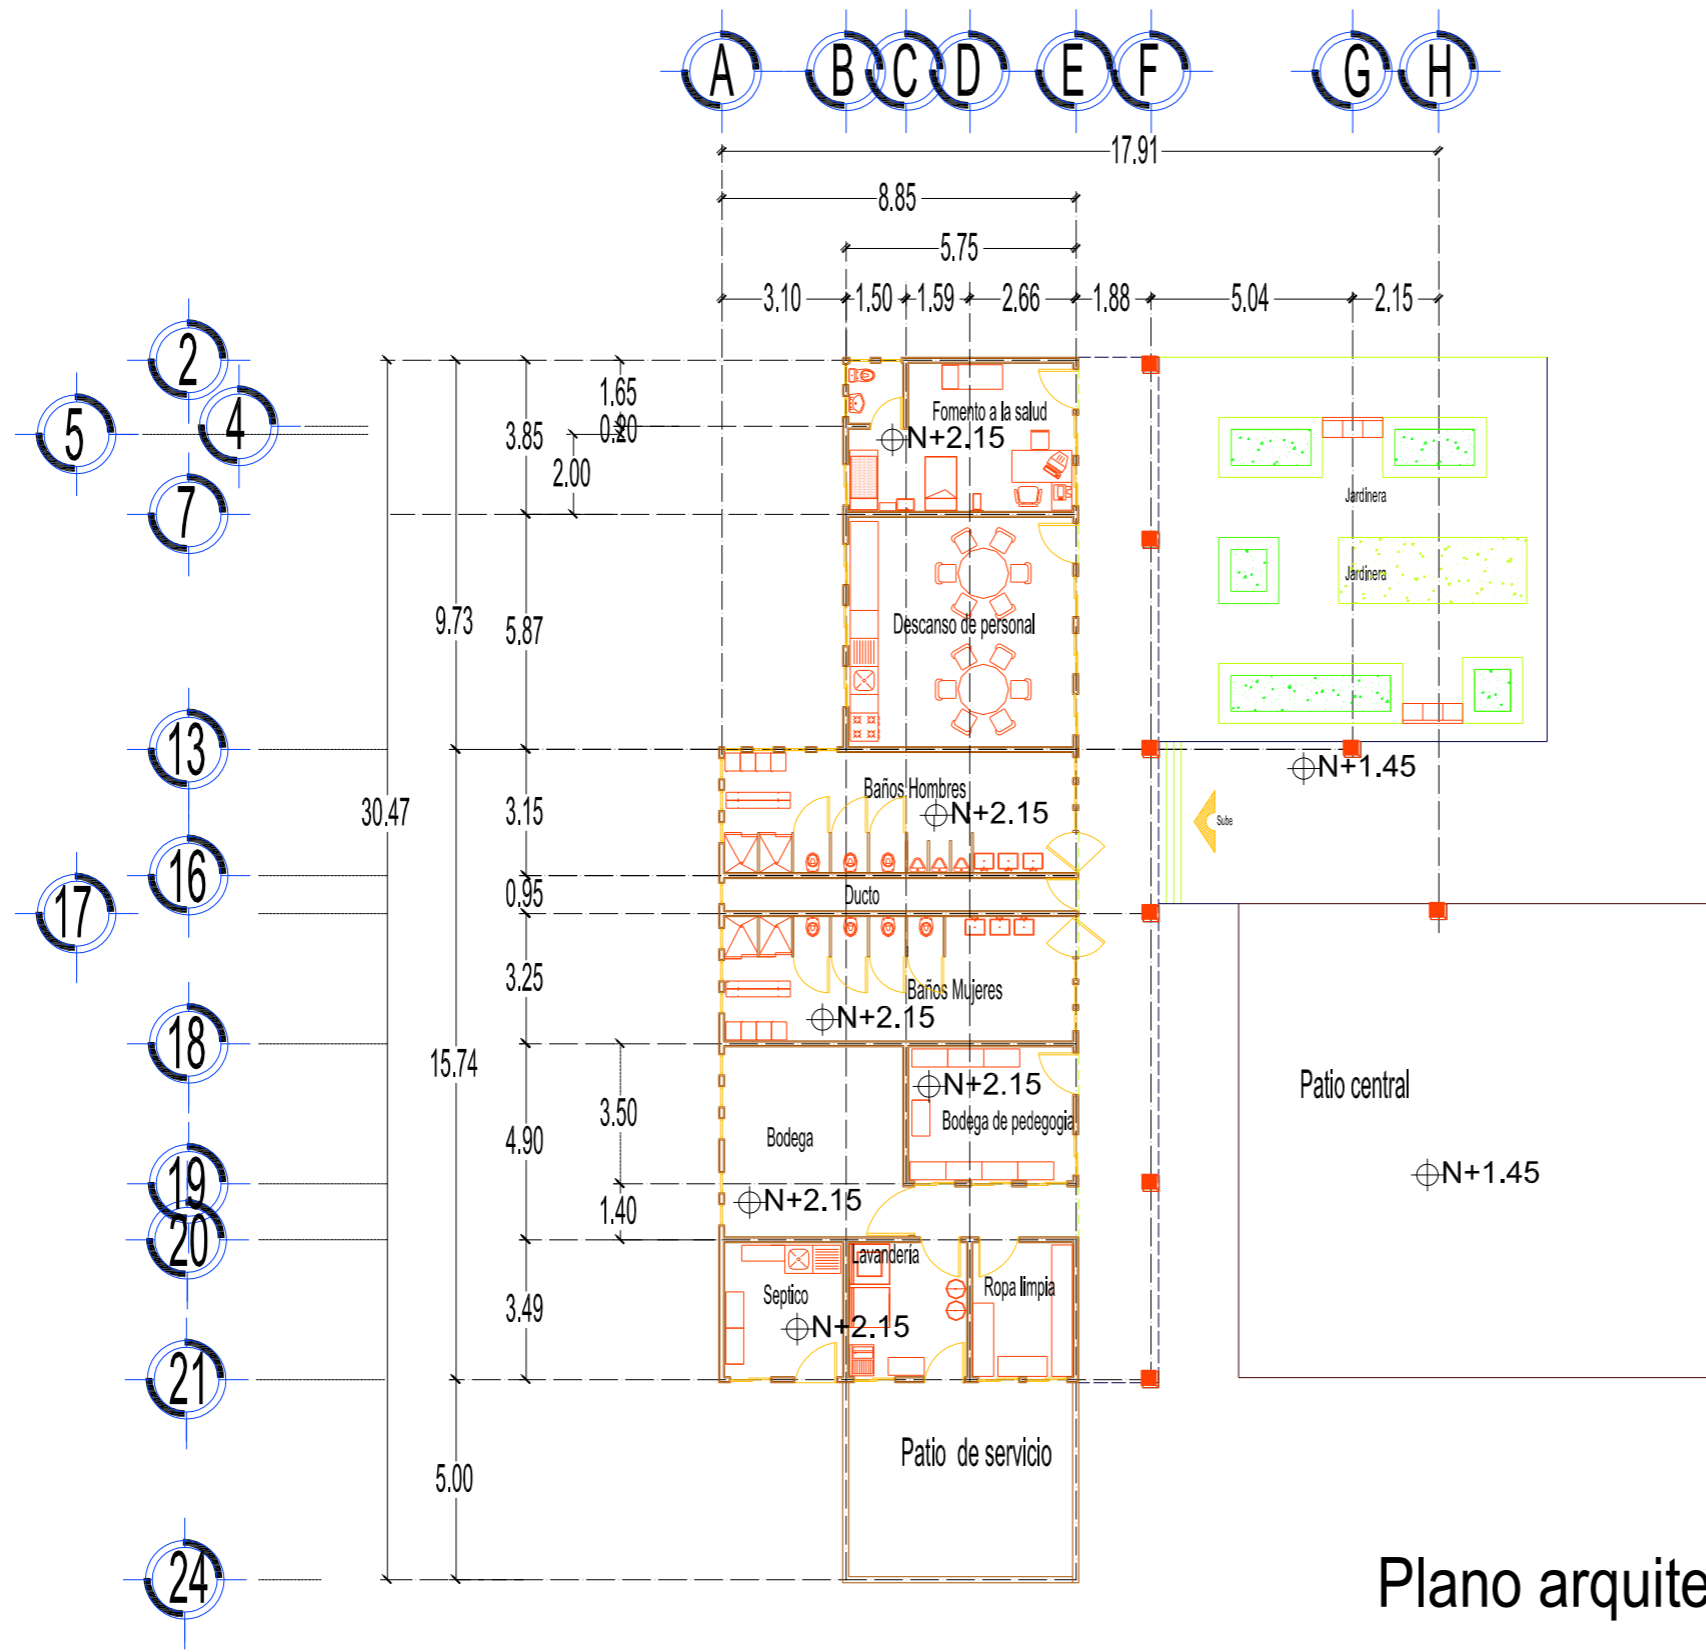 A B C D E F G H
17.91
8.85
5.75
3.10 1.50 1.59 2.66 1.88 5.04 2.15
2
5
4
7
13
16
17
18
19
20
21
24
30.47
9.73
15.74
5.00
3.85
5.87
3.15
0.95
3.25
4.90
3.49
1.65
0.20
2.00
3.50
1.40
Fomento a la salud
N+2.15
Descanso de personal
Jardinera
Jardinera
N+1.45
Sube
Baños Hombres
N+2.15
Ducto
Baños Mujeres
N+2.15
N+2.15
Bodega de pedegogia
Bodega
N+2.15
Patio central
N+1.45
Lavandería
Septico
Ropa limpia
N+2.15
Patio de servicio
Plano arquite